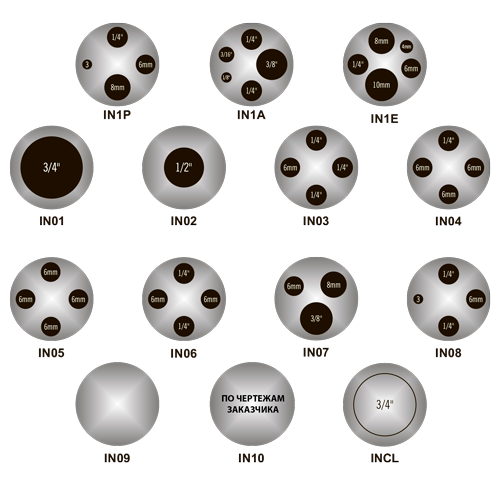 1/4"
3
6mm
8mm
IN1P
1/4"
3/16"
3/8"
1/8"
1/4"
IN1A
8mm
4mm
1/4"
6mm
10mm
IN1E
3/4"
IN01
1/2"
IN02
1/4"
6mm
1/4"
1/4"
IN03
1/4"
6mm
6mm
6mm
IN04
6mm
6mm
6mm
6mm
IN05
1/4"
6mm
6mm
1/4"
IN06
6mm
8mm
3/8"
IN07
1/4"
3
6mm
1/4"
IN08
IN09
ПО ЧЕРТЕЖАМ
ЗАКАЗЧИКА
IN10
3/4"
INCL